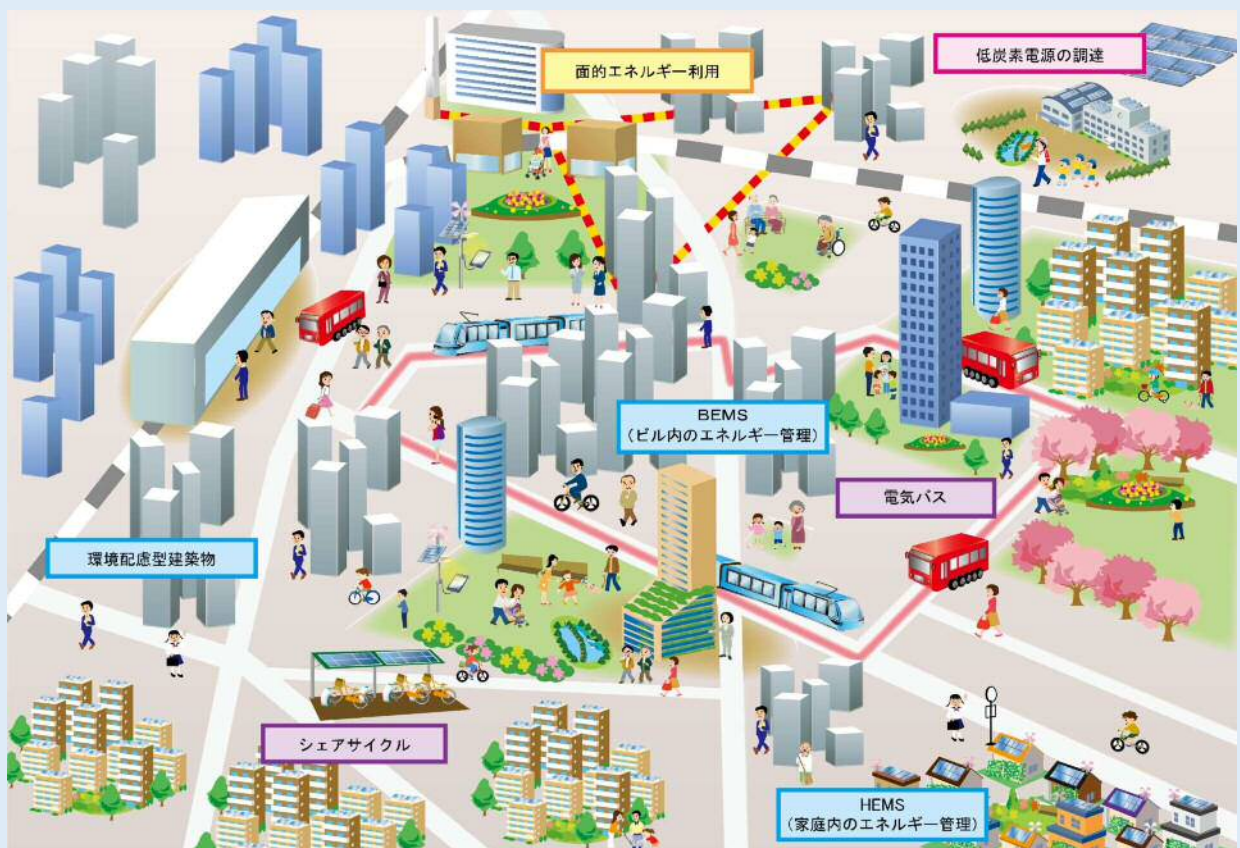 面的エネルギー利用
低炭素電源の調達
BEMS
(ビル内のエネルギー管理)
電気バス
環境配慮型建築物
シェアサイクル
HEMS
(家庭内のエネルギー管理)